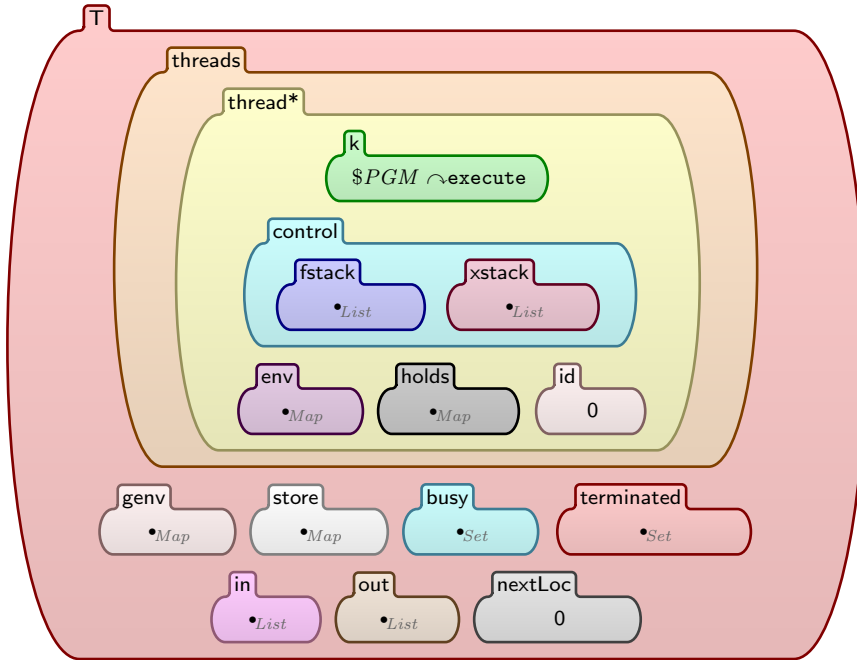 T
threads
thread*
k
$PGM ↷execute
control
fstack xstack
•List •List
env holds id
•Map •Map 0
genv store busy terminated
•Map •Map •Set •Set
in out nextLoc
•List •List 0